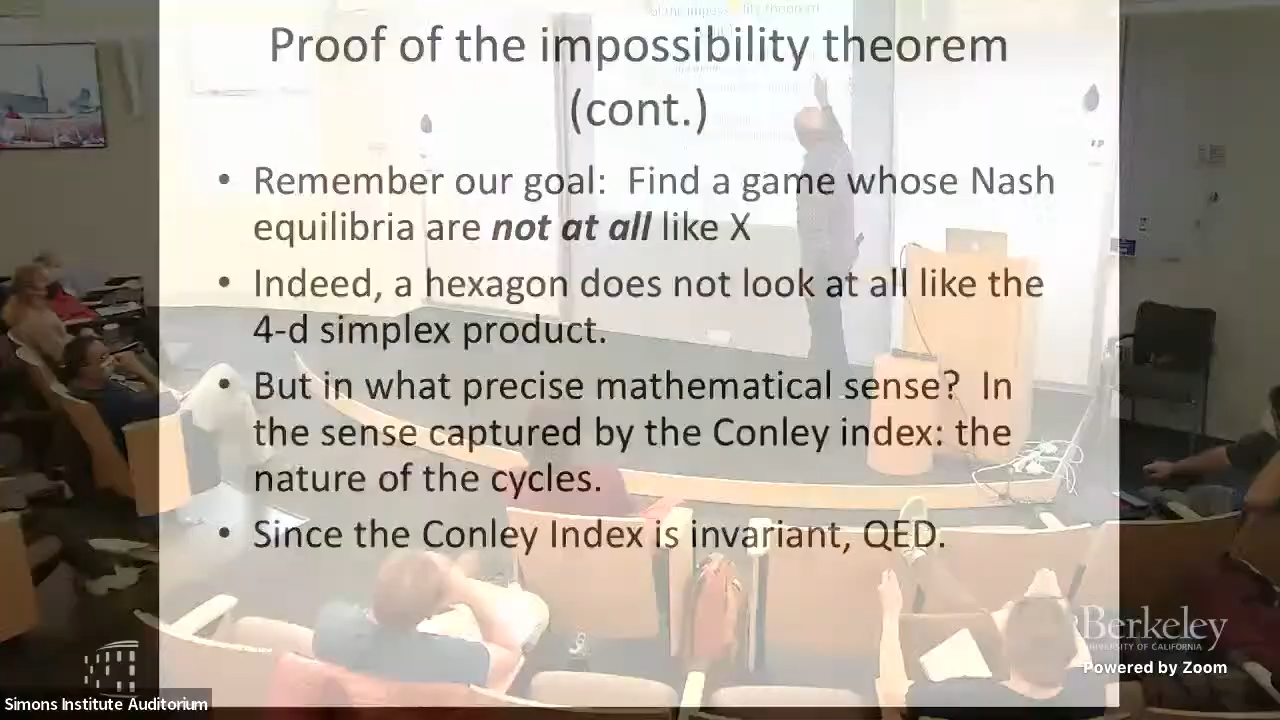 Proof of the impossibility theorem
(cont.)
• Remember our goal: Find a game whose Nash
equilibria are not at all like X
• Indeed, a hexagon does not look at all like the
4-d simplex product.
• But in what precise mathematical sense? In
the sense captured by the Conley index: the
nature of the cycles.
• Since the Conley Index is invariant, QED.
Berkeley
UNIVERSITY OF CALIFORNIA
Powered by Zoom
Simons Institute Auditorium